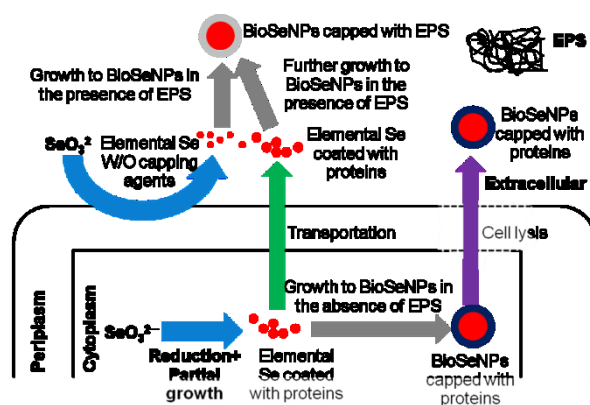 BioSeNPs capped with EPS
EPS
Growth to BioSeNPs in
the presence of EPS
Further growth to
BioSeNPs in the
presence of EPS
SeO₃²
Elemental Se
W/O capping
agents
Elemental Se
coated with
proteins
BioSeNPs
capped with
proteins
Extracellular
Transportation
Cell lysis
Periplasm
Cytoplasm
Growth to BioSeNPs in
the absence of EPS
SeO₃²⁻
Reduction+
Partial
growth
Elemental
Se coated
with proteins
BioSeNPs
capped with
proteins